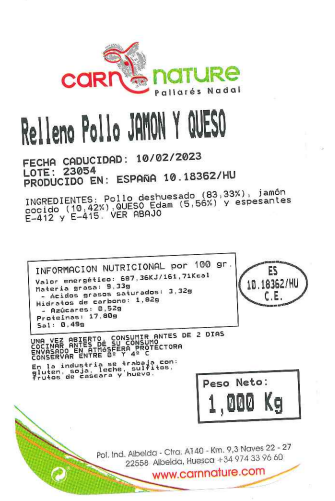 CARN NATURE
Pallarés Nadal
Relleno Pollo JAMON Y QUESO
FECHA CADUCIDAD: 10/02/2023
LOTE: 23054
PRODUCIDO EN: ESPAÑA 10.18362/HU
INGREDIENTES: Pollo deshuesado (83,33%), jamón
cocido (10,42%),QUESO Edam (5,56%) y espesantes
E-412 y E-415. VER ABAJO
INFORMACION NUTRICIONAL por 100 gr.
Valor energético: 687,36KJ/161,71Kcal
Materia grasa: 9,33g
- Acidos grasos saturados: 3,32g
Hidratos de carbono: 1,82g
- Azúcares: 0,52g
Proteínas: 17,80g
Sal: 0,49g
ES
10.18362/HU
C.E.
UNA VEZ ABIERTO, CONSUMIR ANTES DE 2 DIAS
COCINAR ANTES DE SU CONSUMO
ENVASADO EN ATMÓSFERA PROTECTORA
CONSERVAR ENTRE 0º Y 4º C
En la industria se trabaja con:
gluten, soja, leche, sulfitos,
frutos de cáscara y huevo.
Peso Neto:
1,000 Kg
Pol. Ind. Albelda - Ctra. A140 - Km. 9,3 Naves 22 - 27
22558 Albelda, Huesca +34 974 33 96 60
www.carnnature.com